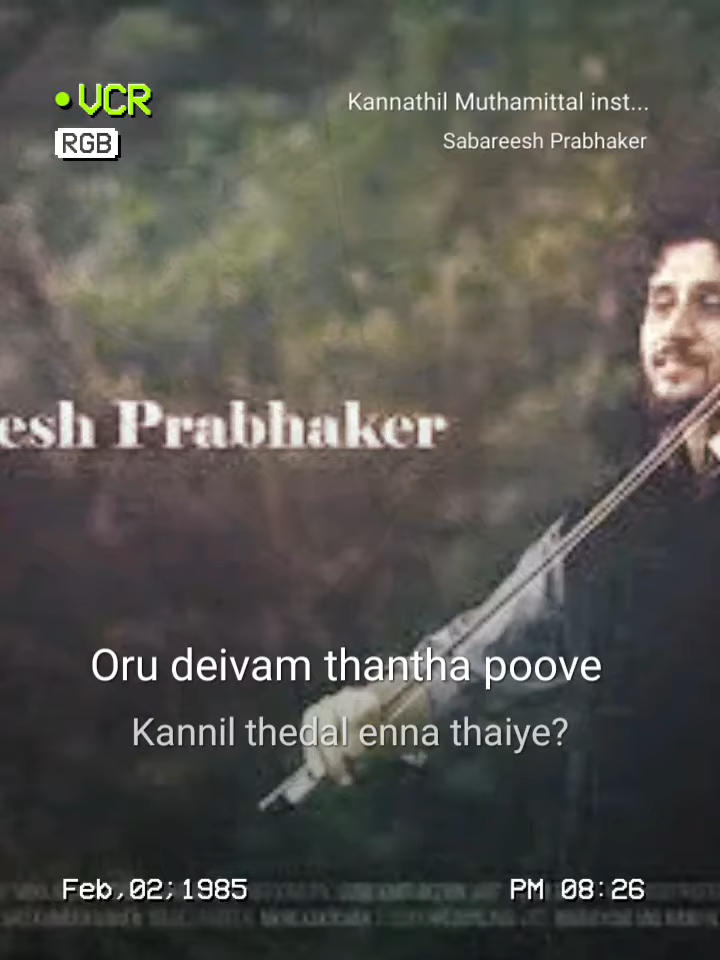 VCR
RGB
Kannathil Muthamittal inst...
Sabareesh Prabhaker
esh Prabhaker
Oru deivam thantha poove
Kannil thedal enna thaiye?
Feb,02;1985
PM 08:26